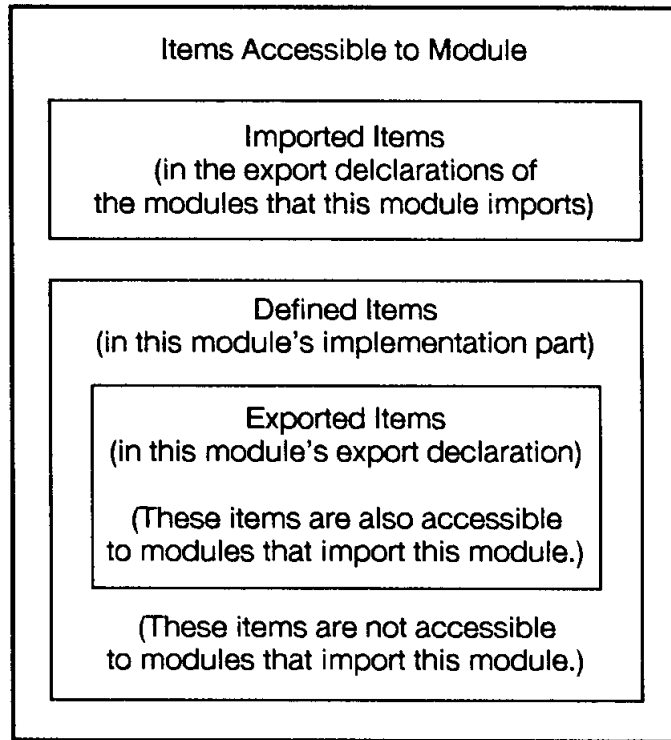 Items Accessible to Module
Imported Items
(in the export delclarations of
the modules that this module imports)
Defined Items
(in this module's implementation part)
Exported Items
(in this module's export declaration)
(These items are also accessible
to modules that import this module.)
(These items are not accessible
to modules that import this module.)